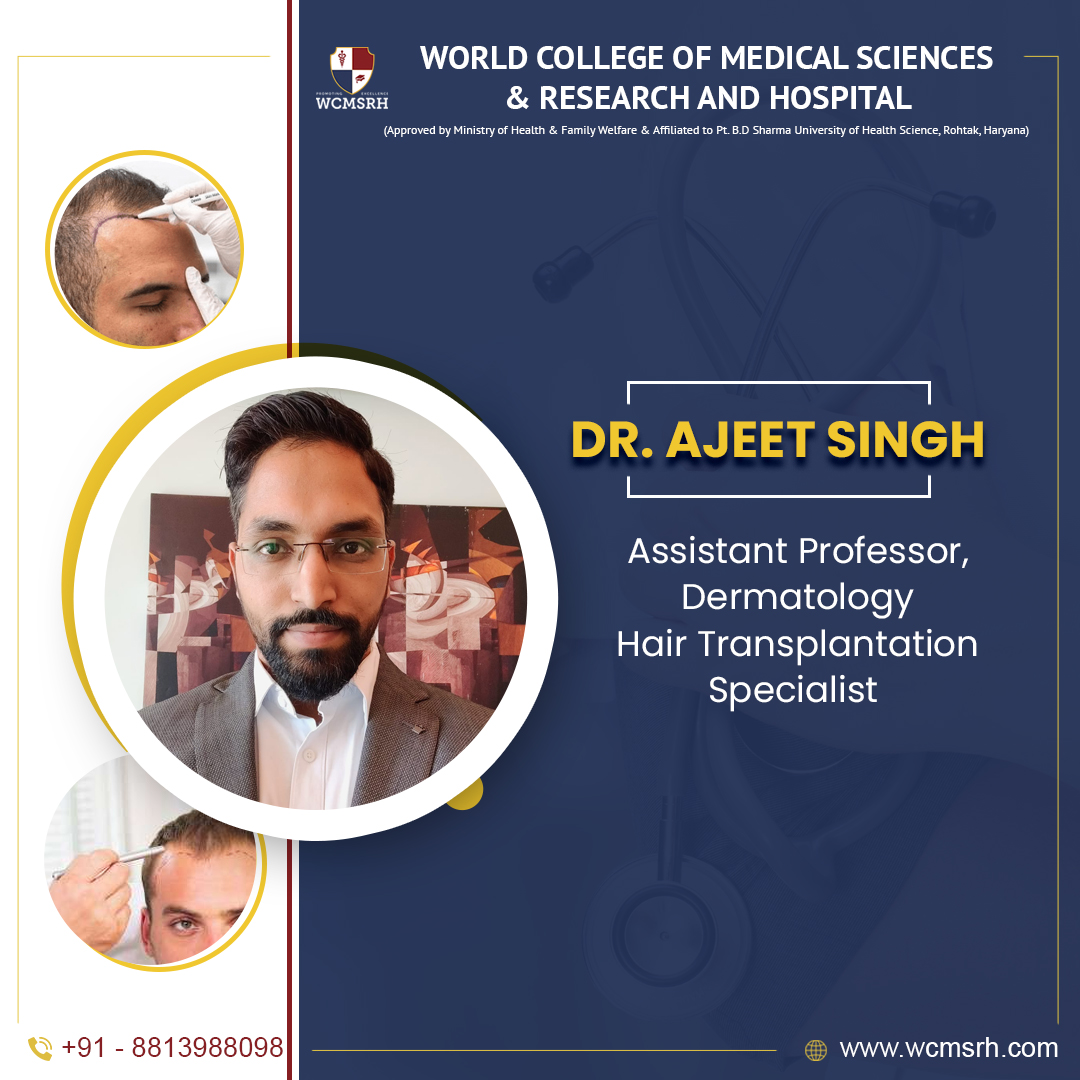 WORLD COLLEGE OF MEDICAL SCIENCES
& RESEARCH AND HOSPITAL
(Approved by Ministry of Health & Family Welfare & Affiliated to Pt. B.D Sharma University of Health Science, Rohtak, Haryana)
PROMOTING EXCELLENCE
WCMSRH
DR. AJEET SINGH
Assistant Professor,
Dermatology
Hair Transplantation
Specialist
+91 - 8813988098
www.wcmsrh.com